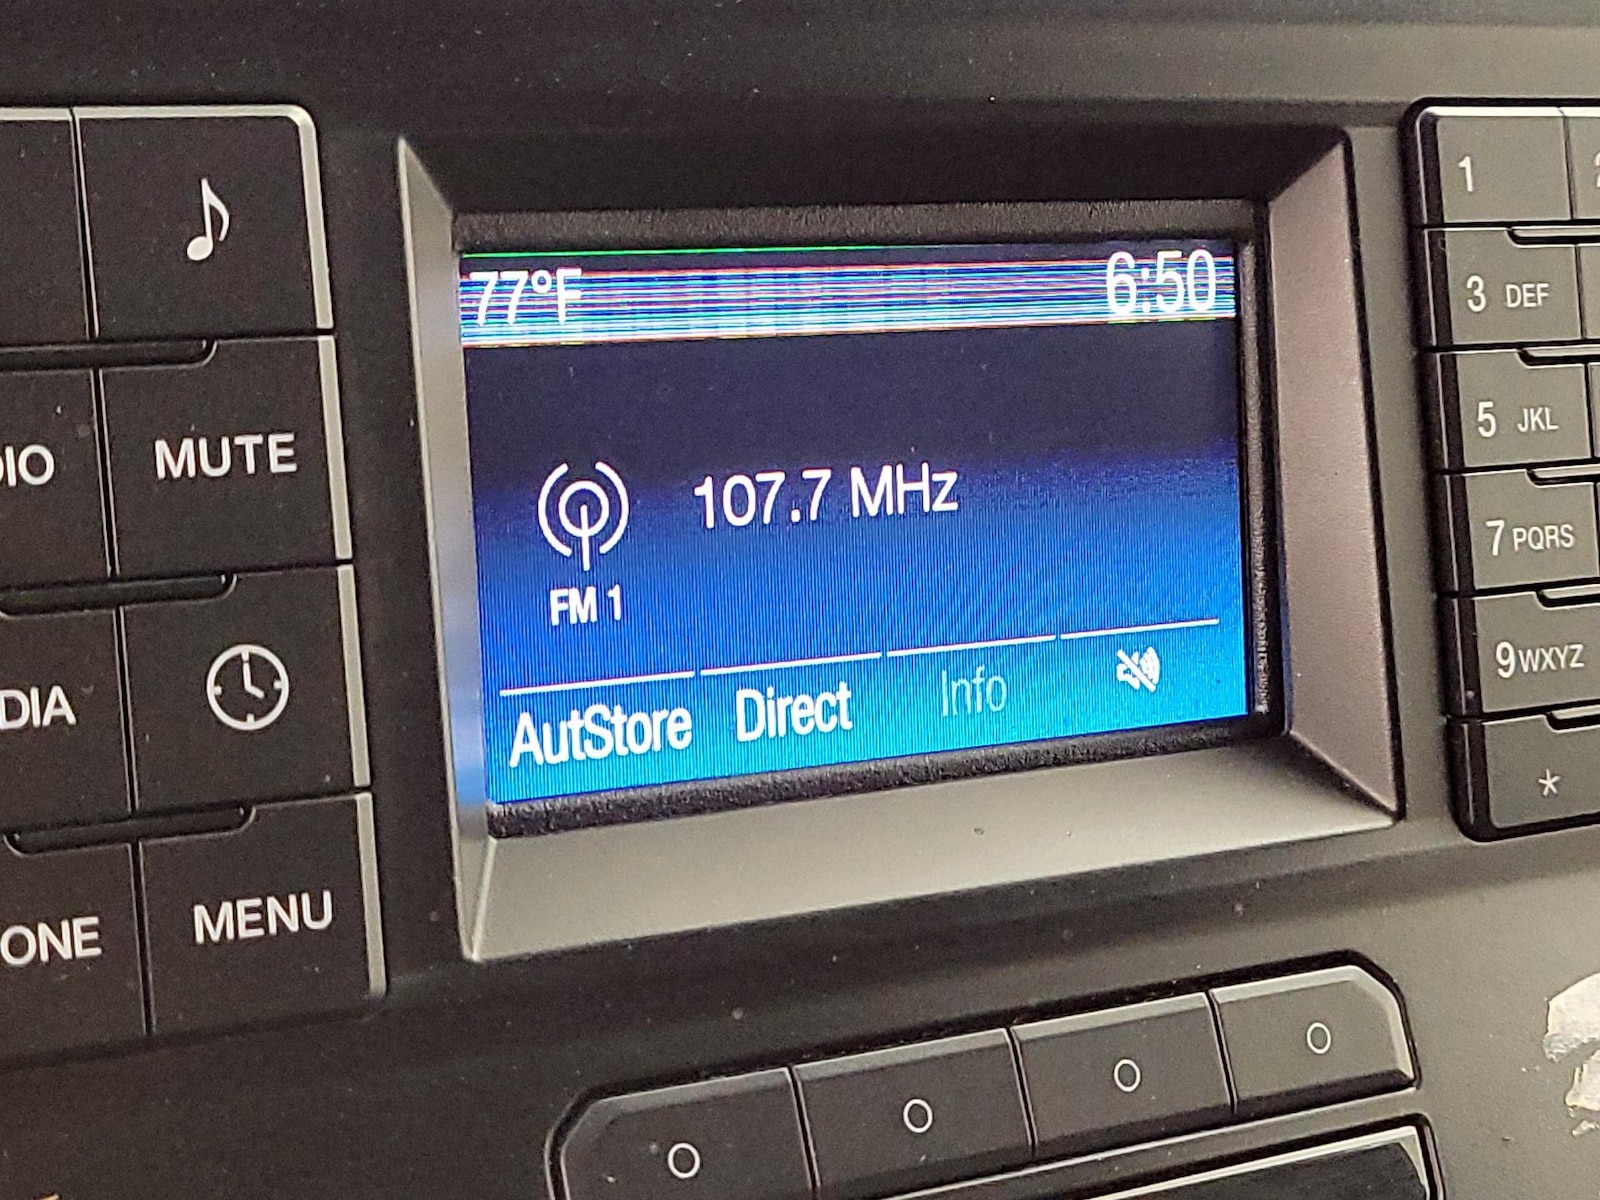 77°F 6:50
107.7 MHz
FM 1
AutStore Direct Info
DIO MUTE
DIA
ONE MENU
1
3 DEF
5 JKL
7 PQRS
9 WXYZ
*